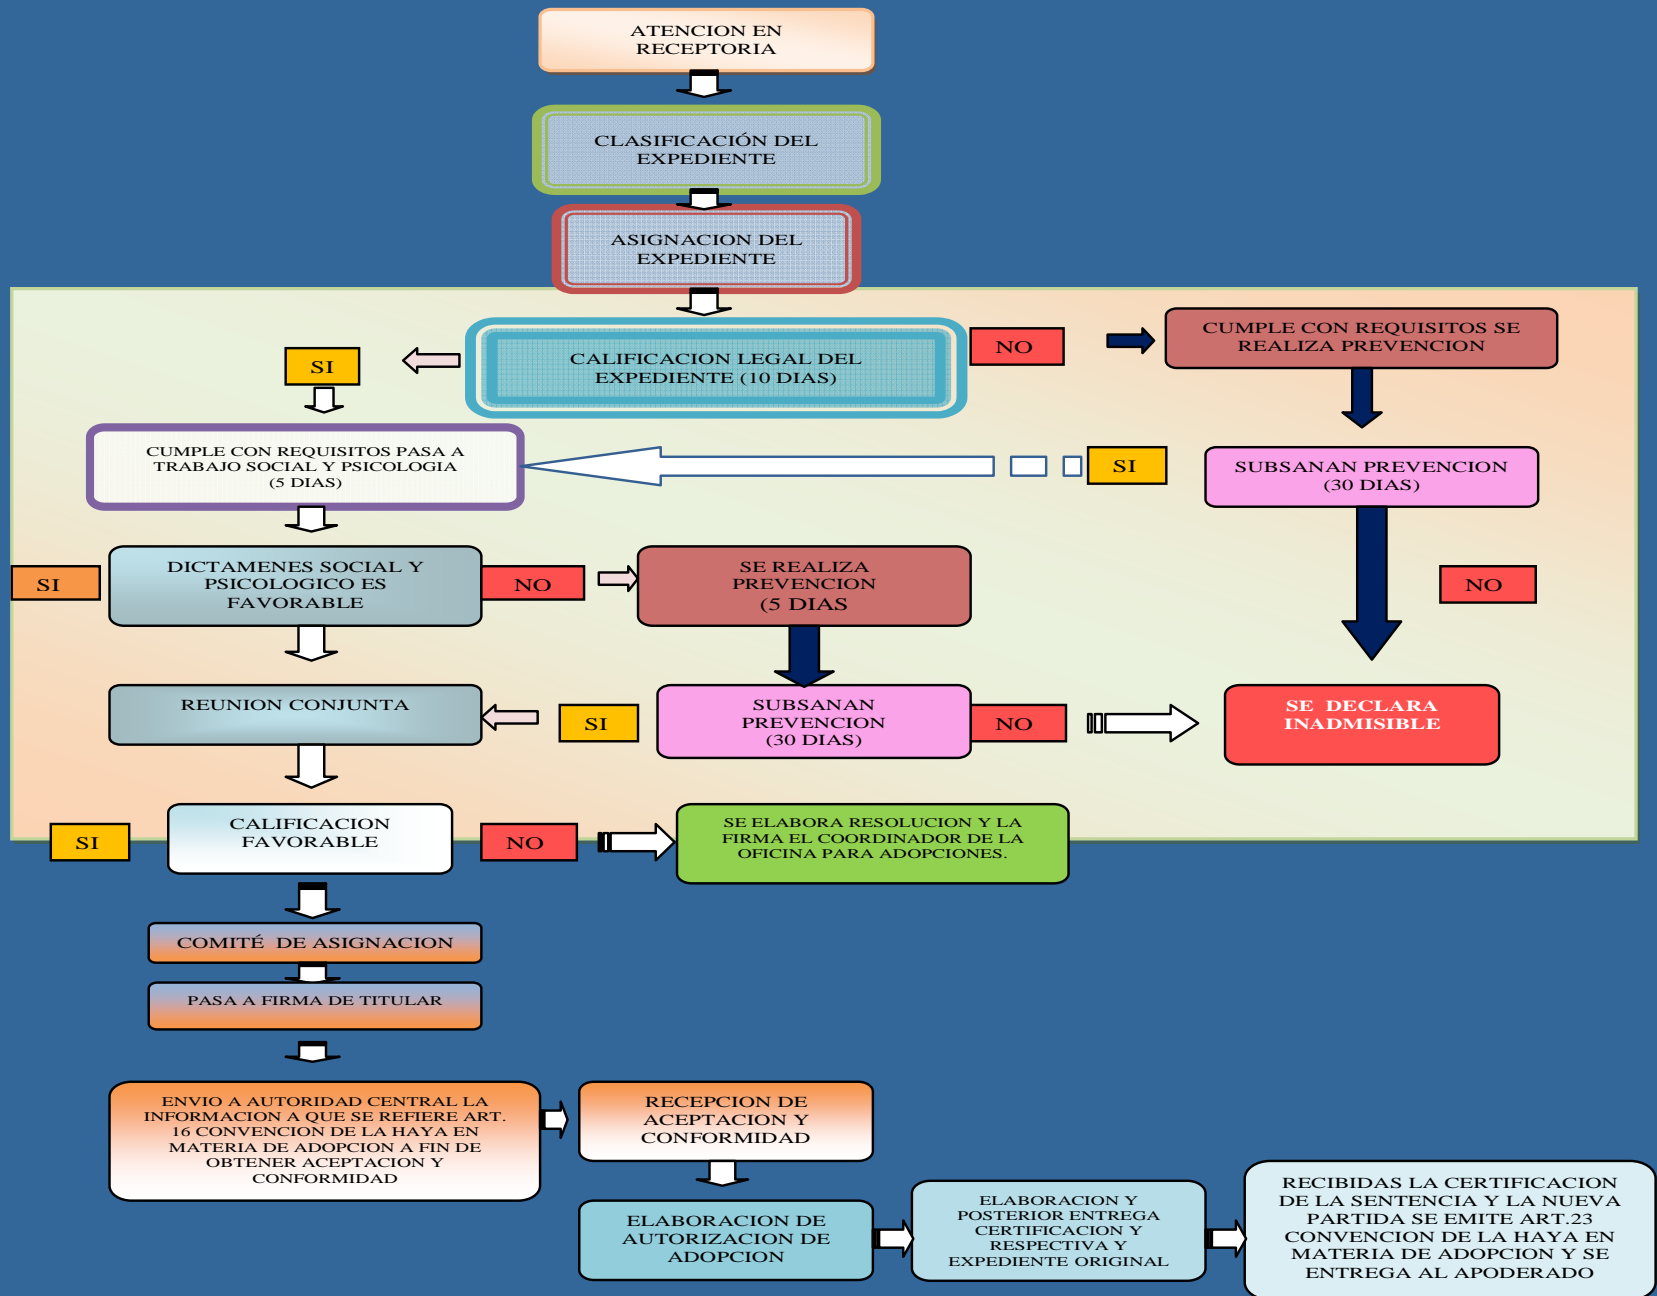 ATENCION EN
RECEPTORIA
CLASIFICACIÓN DEL
EXPEDIENTE
ASIGNACION DEL
EXPEDIENTE
CALIFICACION LEGAL DEL
EXPEDIENTE (10 DIAS)
NO
CUMPLE CON REQUISITOS SE
REALIZA PREVENCION
SI
CUMPLE CON REQUISITOS PASA A
TRABAJO SOCIAL Y PSICOLOGIA
(5 DIAS)
SI
SUBSANAN PREVENCION
(30 DIAS)
SI
DICTAMENES SOCIAL Y
PSICOLOGICO ES
FAVORABLE
NO
SE REALIZA
PREVENCION
(5 DIAS
NO
REUNION CONJUNTA
SI
SUBSANAN
PREVENCION
(30 DIAS)
NO
SE DECLARA
INADMISIBLE
SI
CALIFICACION
FAVORABLE
NO
SE ELABORA RESOLUCION Y LA
FIRMA EL COORDINADOR DE LA
OFICINA PARA ADOPCIONES.
COMITÉ DE ASIGNACION
PASA A FIRMA DE TITULAR
ENVIO A AUTORIDAD CENTRAL LA
INFORMACION A QUE SE REFIERE ART.
16 CONVENCION DE LA HAYA EN
MATERIA DE ADOPCION A FIN DE
OBTENER ACEPTACION Y
CONFORMIDAD
RECEPCION DE
ACEPTACION Y
CONFORMIDAD
ELABORACION DE
AUTORIZACION DE
ADOPCION
ELABORACION Y
POSTERIOR ENTREGA
CERTIFICACION Y
RESPECTIVA Y
EXPEDIENTE ORIGINAL
RECIBIDAS LA CERTIFICACION
DE LA SENTENCIA Y LA NUEVA
PARTIDA SE EMITE ART.23
CONVENCION DE LA HAYA EN
MATERIA DE ADOPCION Y SE
ENTREGA AL APODERADO